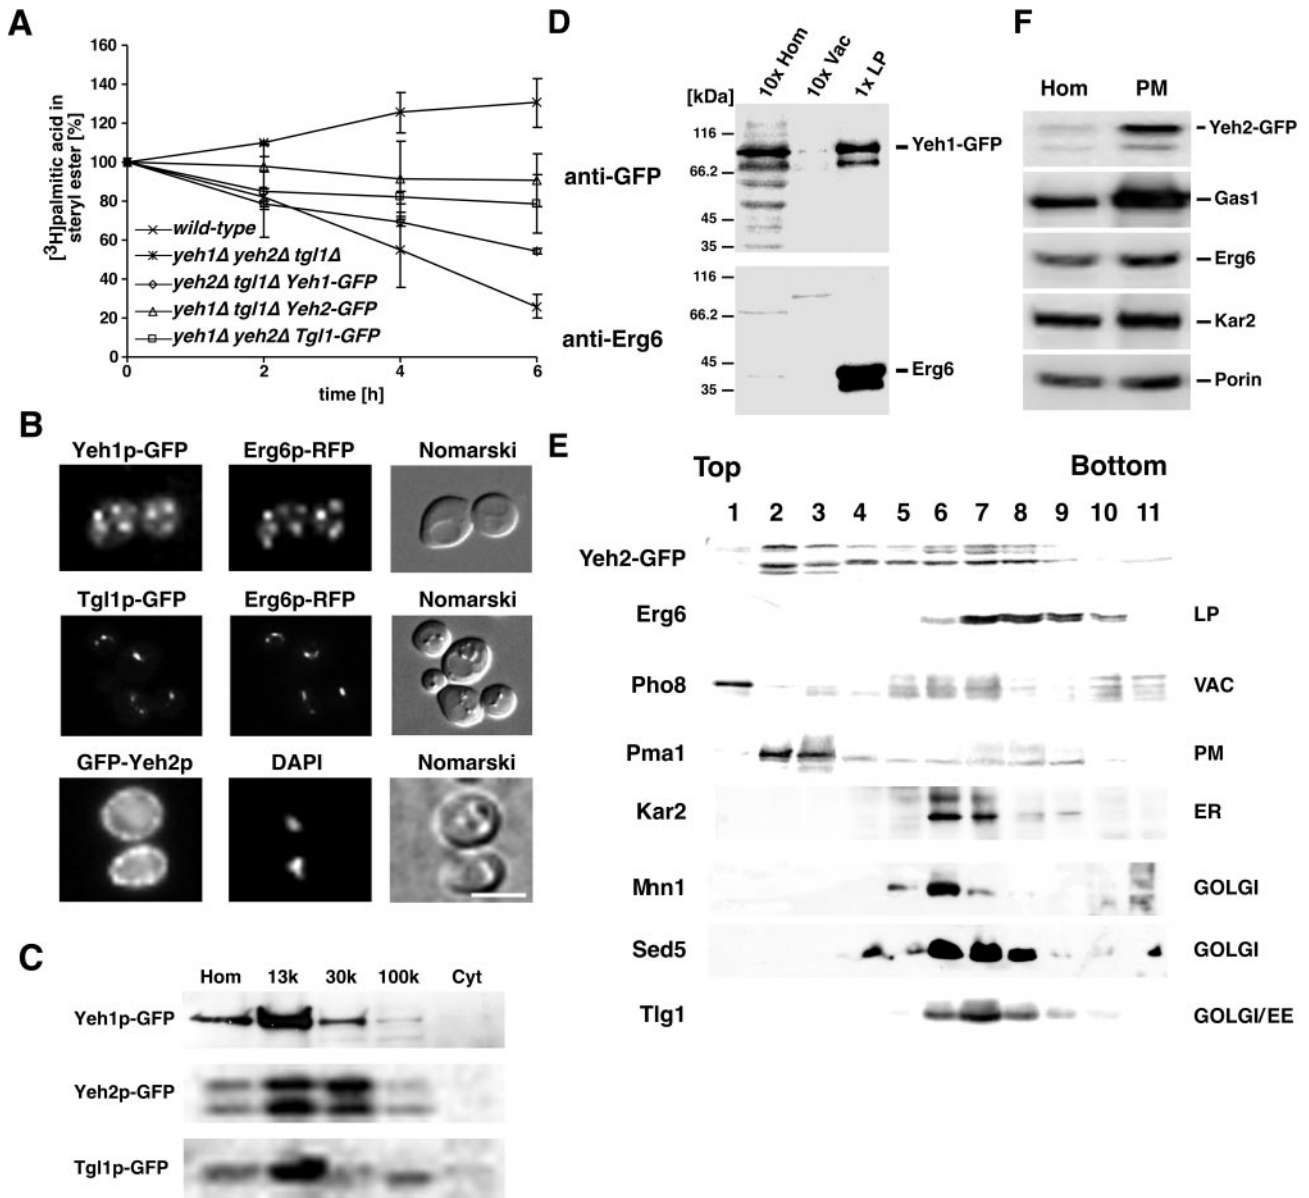 A
160
140
120
100
80
60
40
20
0
[³H]palmitic acid in
steryl ester [%]
wild-type
yeh1Δ yeh2Δ tgl1Δ
yeh2Δ tgl1Δ Yeh1-GFP
yeh1Δ tgl1Δ Yeh2-GFP
yeh1Δ yeh2Δ Tgl1-GFP
0 2 4 6
time [h]
B
Yeh1p-GFP Erg6p-RFP Nomarski
Tgl1p-GFP Erg6p-RFP Nomarski
GFP-Yeh2p DAPI Nomarski
C
Hom 13k 30k 100k Cyt
Yeh1p-GFP
Yeh2p-GFP
Tgl1p-GFP
D
10x Hom 10x Vac 1x LP
[kDa]
116
66.2
45
35
anti-GFP
Yeh1-GFP
116
66.2
45
35
anti-Erg6
Erg6
E
Top Bottom
1 2 3 4 5 6 7 8 9 10 11
Yeh2-GFP
Erg6 LP
Pho8 VAC
Pma1 PM
Kar2 ER
Mnn1 GOLGI
Sed5 GOLGI
Tlg1 GOLGI/EE
F
Hom PM
Yeh2-GFP
Gas1
Erg6
Kar2
Porin